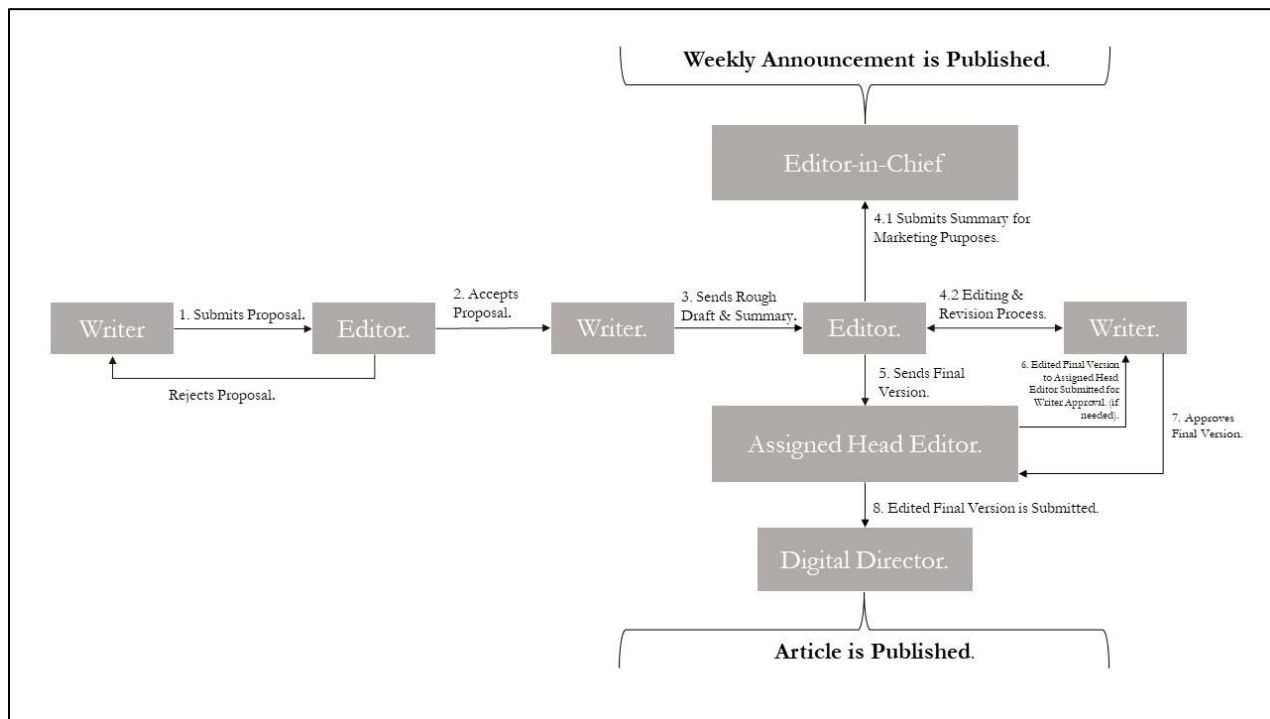 Weekly Announcement is Published.
Editor-in-Chief
4.1 Submits Summary for
Marketing Purposes.
Writer
1. Submits Proposal.
Editor.
2. Accepts
Proposal.
Writer.
3. Sends Rough
Draft & Summary.
Editor.
4.2 Editing &
Revision Process.
Writer.
Rejects Proposal.
5. Sends Final
Version.
6. Edited Final Version
to Assigned Head
Editor Submitted for
Writer Approval. (if
needed).
7. Approves
Final Version.
Assigned Head Editor.
8. Edited Final Version is Submitted.
Digital Director.
Article is Published.